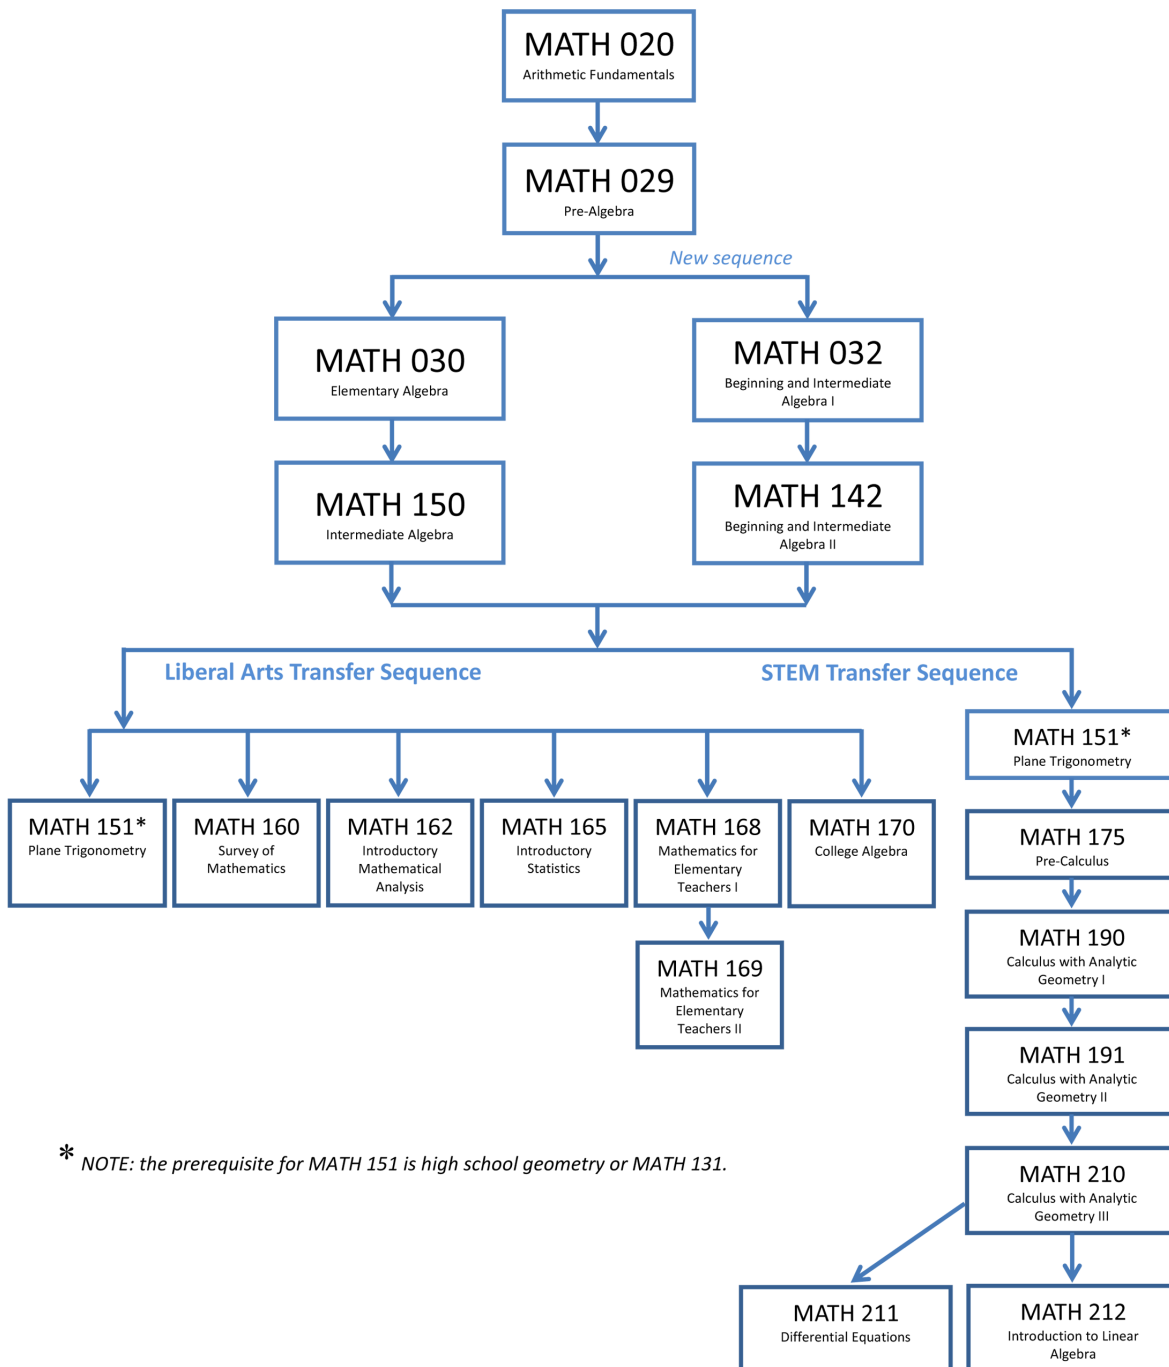 MATH 020
Arithmetic Fundamentals
MATH 029
Pre-Algebra
New sequence
MATH 030
Elementary Algebra
MATH 032
Beginning and Intermediate
Algebra I
MATH 150
Intermediate Algebra
MATH 142
Beginning and Intermediate
Algebra II
Liberal Arts Transfer Sequence
STEM Transfer Sequence
MATH 151*
Plane Trigonometry
MATH 160
Survey of
Mathematics
MATH 162
Introductory
Mathematical
Analysis
MATH 165
Introductory
Statistics
MATH 168
Mathematics for
Elementary
Teachers I
MATH 170
College Algebra
MATH 169
Mathematics for
Elementary
Teachers II
MATH 151*
Plane Trigonometry
MATH 175
Pre-Calculus
MATH 190
Calculus with Analytic
Geometry I
MATH 191
Calculus with Analytic
Geometry II
MATH 210
Calculus with Analytic
Geometry III
MATH 211
Differential Equations
MATH 212
Introduction to Linear
Algebra
* NOTE: the prerequisite for MATH 151 is high school geometry or MATH 131.